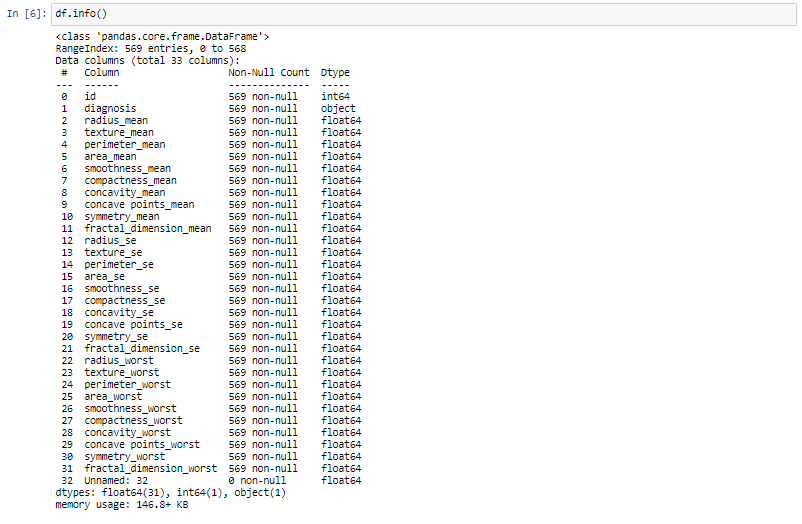 In [6]: df.info()
<class 'pandas.core.frame.DataFrame'>
RangeIndex: 569 entries, 0 to 568
Data columns (total 33 columns):
 #   Column                   Non-Null Count  Dtype
---  ------                   --------------  -----
 0   id                       569 non-null    int64
 1   diagnosis                569 non-null    object
 2   radius_mean              569 non-null    float64
 3   texture_mean             569 non-null    float64
 4   perimeter_mean           569 non-null    float64
 5   area_mean                569 non-null    float64
 6   smoothness_mean          569 non-null    float64
 7   compactness_mean         569 non-null    float64
 8   concavity_mean           569 non-null    float64
 9   concave points_mean      569 non-null    float64
 10  symmetry_mean            569 non-null    float64
 11  fractal_dimension_mean   569 non-null    float64
 12  radius_se                569 non-null    float64
 13  texture_se               569 non-null    float64
 14  perimeter_se             569 non-null    float64
 15  area_se                  569 non-null    float64
 16  smoothness_se            569 non-null    float64
 17  compactness_se           569 non-null    float64
 18  concavity_se             569 non-null    float64
 19  concave points_se        569 non-null    float64
 20  symmetry_se              569 non-null    float64
 21  fractal_dimension_se     569 non-null    float64
 22  radius_worst             569 non-null    float64
 23  texture_worst            569 non-null    float64
 24  perimeter_worst          569 non-null    float64
 25  area_worst               569 non-null    float64
 26  smoothness_worst         569 non-null    float64
 27  compactness_worst        569 non-null    float64
 28  concavity_worst          569 non-null    float64
 29  concave points_worst     569 non-null    float64
 30  symmetry_worst           569 non-null    float64
 31  fractal_dimension_worst  569 non-null    float64
 32  Unnamed: 32              0 non-null      float64
dtypes: float64(31), int64(1), object(1)
memory usage: 146.8+ KB